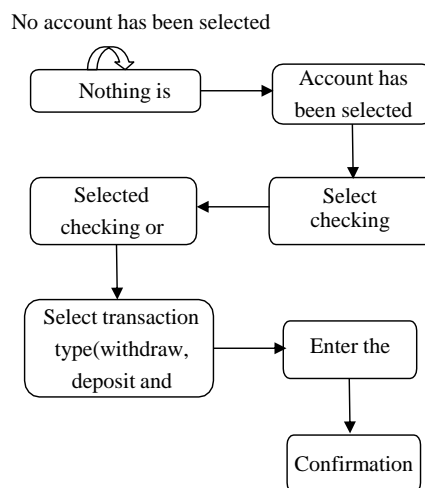 No account has been selected
Nothing is
Account has
been selected
Select
checking
Selected
checking or
Select transaction
type(withdraw,
deposit and
Enter the
Confirmation